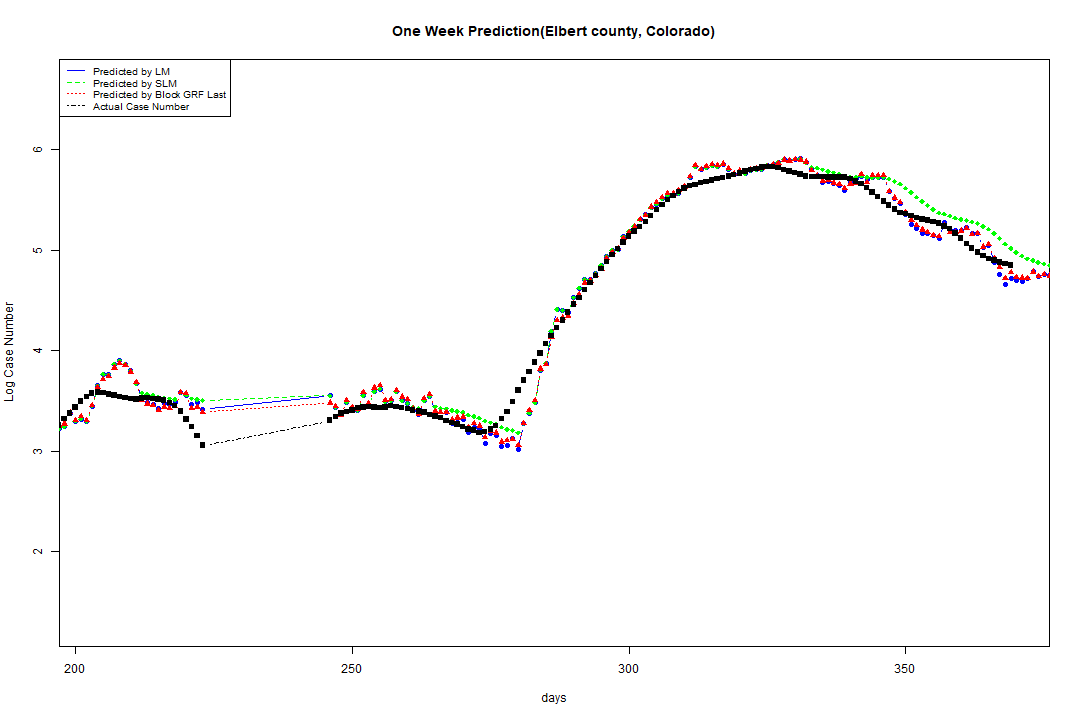 One Week Prediction(Elbert county, Colorado)
Predicted by LM
Predicted by SLM
Predicted by Block GRF Last
Actual Case Number
6
5
4
3
2
Log Case Number
200
250
300
350
days